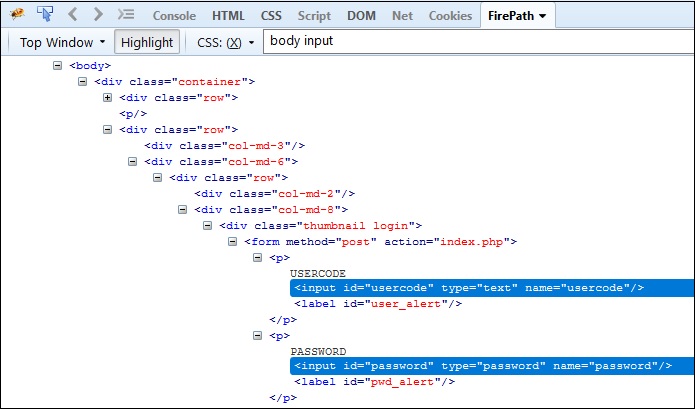 Console HTML CSS Script DOM Net Cookies FirePath
Top Window Highlight CSS: (X) body input
<body>
<div class="container">
<div class="row">
<p/>
<div class="row">
<div class="col-md-3"/>
<div class="col-md-6">
<div class="row">
<div class="col-md-2"/>
<div class="col-md-8">
<div class="thumbnail login">
<form method="post" action="index.php">
<p>
USERCODE
<input id="usercode" type="text" name="usercode"/>
<label id="user_alert"/>
</p>
<p>
PASSWORD
<input id="password" type="password" name="password"/>
<label id="pwd_alert"/>
</p>